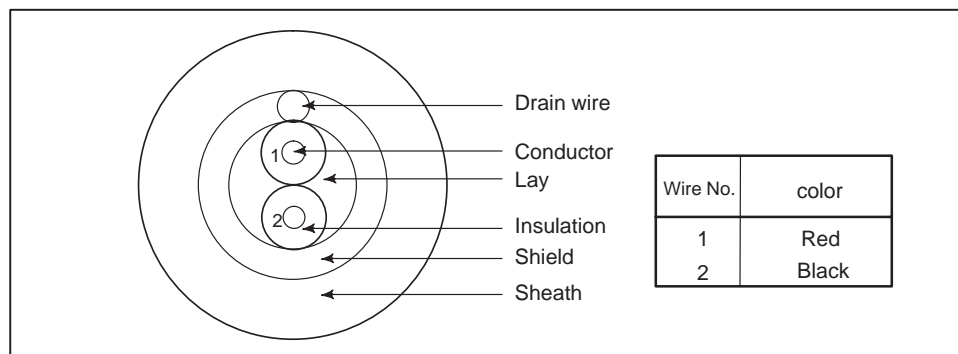 Drain wire
1
Conductor
Lay
2
Insulation
Shield
Sheath
Wire No. color
1 Red
2 Black